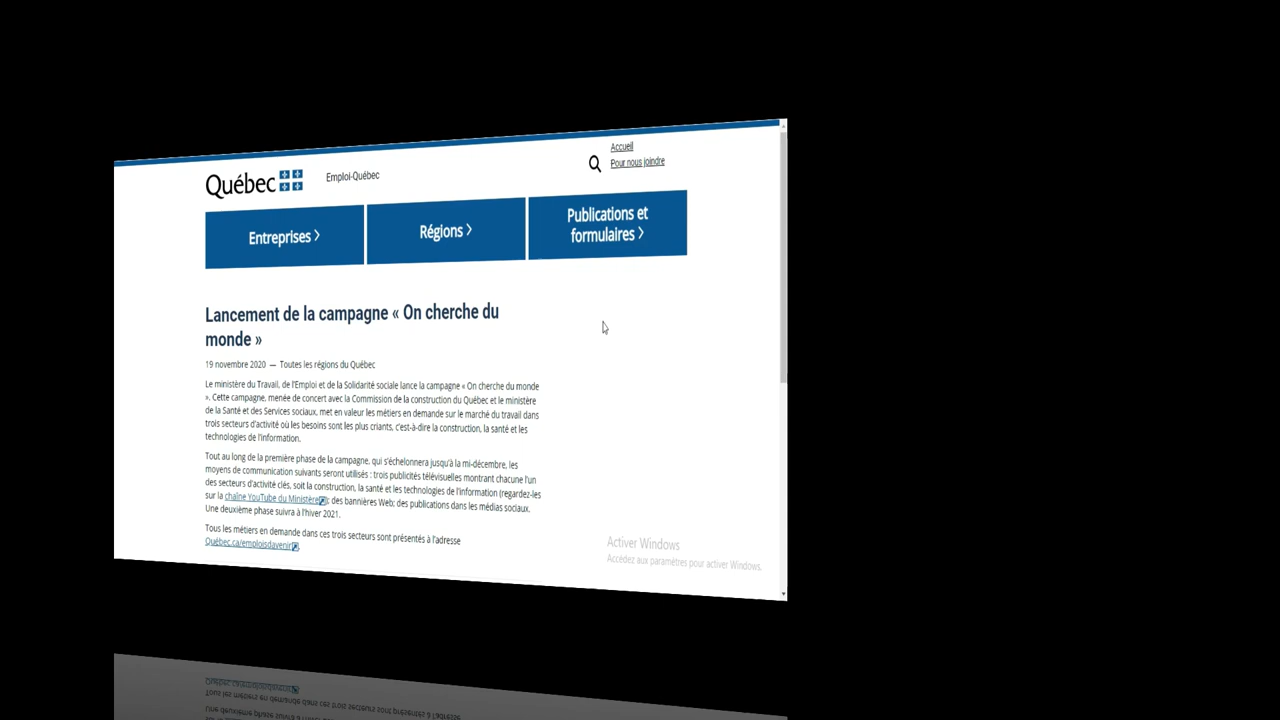 Accueil
Pour nous joindre
Québec
Emploi-Québec
Entreprises
Régions
Publications et
formulaires
Lancement de la campagne « On cherche du
monde »
19 novembre 2020 — Toutes les régions du Québec
Le ministère du Travail, de l'Emploi et de la Solidarité sociale lance la campagne « On cherche du monde
». Cette campagne, menée de concert avec la Commission de la construction du Québec et le ministère
de la Santé et des Services sociaux, met en valeur les métiers en demande sur le marché du travail dans
trois secteurs d'activité où les besoins sont les plus criants, c'est-à-dire la construction, la santé et les
technologies de l'information.
Tout au long de la première phase de la campagne, qui s'échelonnera jusqu'à la mi-décembre, les
moyens de communication suivants seront utilisés : trois publicités télévisuelles montrant chacune l'un
des secteurs d'activité clés, soit la construction, la santé et les technologies de l'information (regardez-les
sur la chaîne YouTube du Ministère); des bannières Web; des publications dans les médias sociaux.
Une deuxième phase suivra à l'hiver 2021.
Tous les métiers en demande dans ces trois secteurs sont présentés à l'adresse
Québec.ca/emploisdavenir.
Activer Windows
Accédez aux paramètres pour activer Windows.